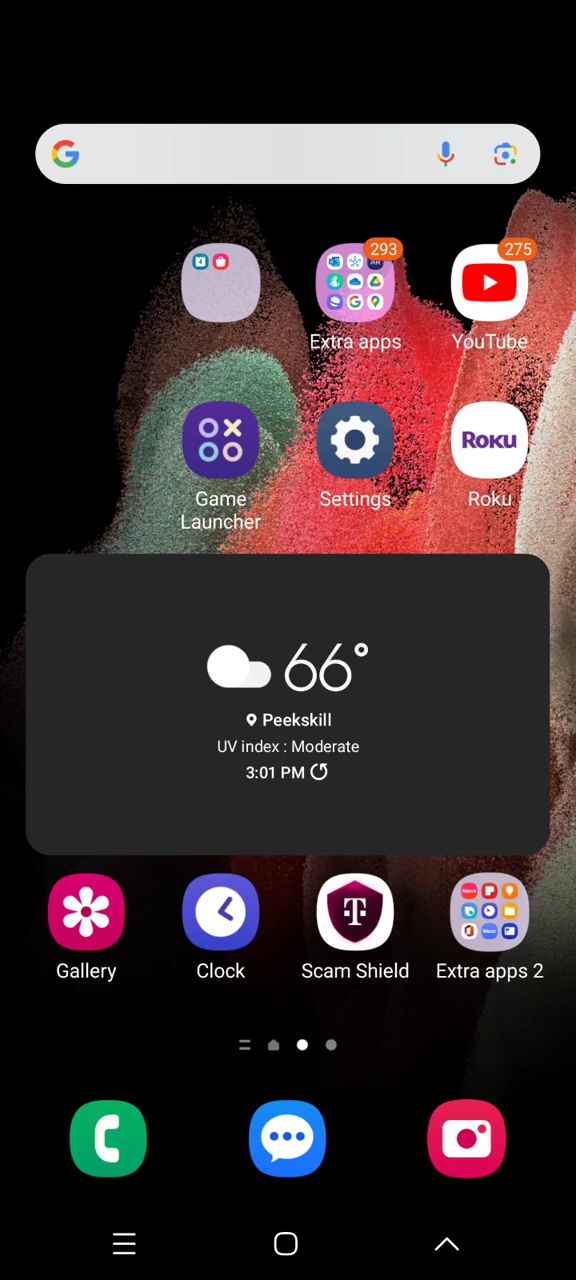 293
275
Extra apps
YouTube
ROKU
Game
Launcher
Settings
Roku
66°
Peekskill
UV index : Moderate
3:01 PM
T
Gallery
Clock
Scam Shield
Extra apps 2